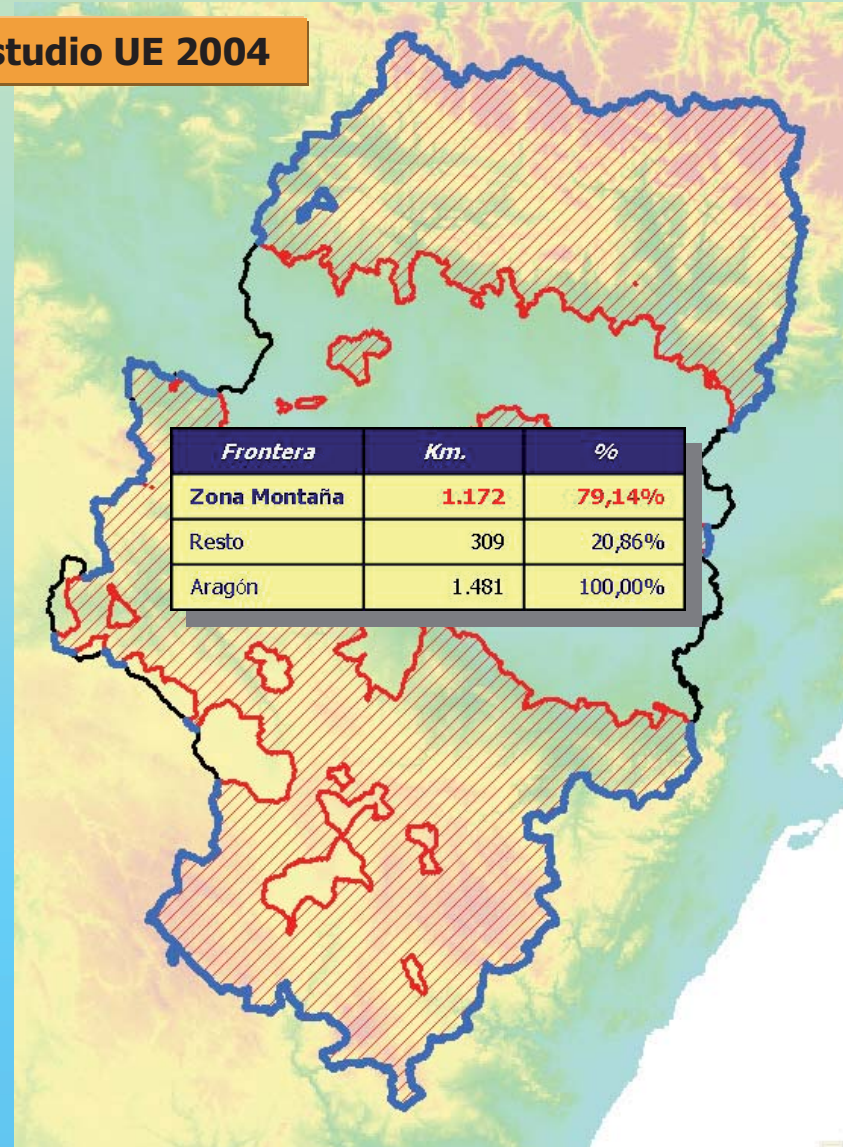 studio UE 2004
Frontera Km. %
Zona Montaña 1.172 79,14%
Resto 309 20,86%
Aragón 1.481 100,00%